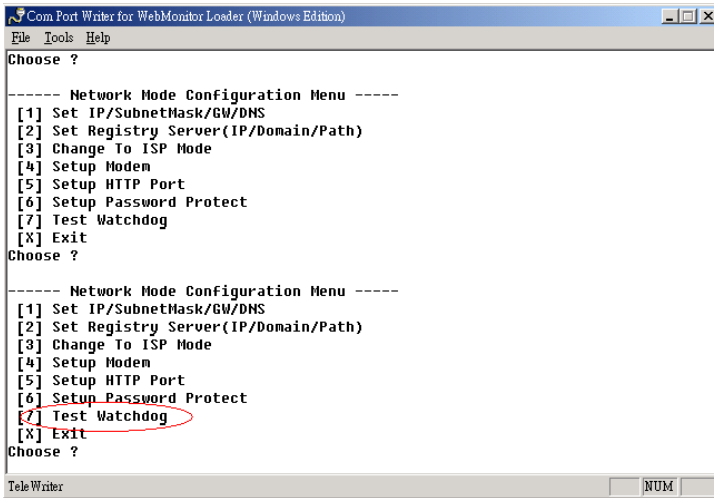 Com Port Writer for WebMonitor Loader (Windows Edition)
File Tools Help
Choose ?
------ Network Mode Configuration Menu -----
[1] Set IP/SubnetMask/GW/DNS
[2] Set Registry Server(IP/Domain/Path)
[3] Change To ISP Mode
[4] Setup Modem
[5] Setup HTTP Port
[6] Setup Password Protect
[7] Test Watchdog
[X] Exit
Choose ?
------ Network Mode Configuration Menu -----
[1] Set IP/SubnetMask/GW/DNS
[2] Set Registry Server(IP/Domain/Path)
[3] Change To ISP Mode
[4] Setup Modem
[5] Setup HTTP Port
[6] Setup Password Protect
[7] Test Watchdog
[X] Exit
Choose ?
TeleWriter NUM